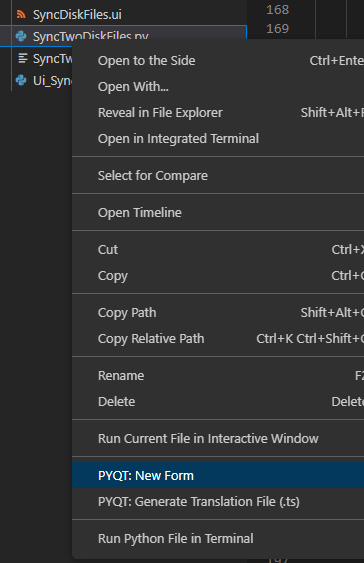 SyncDiskFiles.ui
168
SyncTwoDiskFiles.py
169
Open to the Side Ctrl+Enter
SyncTw
Open With...
Ui_Sync
Reveal in File Explorer Shift+Alt+
Open in Integrated Terminal
Select for Compare
Open Timeline
Cut Ctrl+X
Copy Ctrl+C
Copy Path Shift+Alt+C
Copy Relative Path Ctrl+K Ctrl+Shift+C
Rename F2
Delete Delete
Run Current File in Interactive Window
PYQT: New Form
PYQT: Generate Translation File (.ts)
Run Python File in Terminal